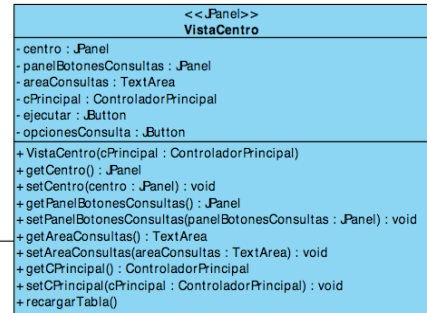 <<JPanel>>
VistaCentro
- centro : JPanel
- panelBotonesConsultas : JPanel
- areaConsultas : TextArea
- cPrincipal : ControladorPrincipal
- ejecutar : JButton
- opcionesConsulta : JButton
+ VistaCentro(cPrincipal : ControladorPrincipal)
+ getCentro() : JPanel
+ setCentro(centro : JPanel) : void
+ getPanelBotonesConsultas() : JPanel
+ setPanelBotonesConsultas(panelBotonesConsultas : JPanel) : void
+ getAreaConsultas() : TextArea
+ setAreaConsultas(areaConsultas : TextArea) : void
+ getCPrincipal() : ControladorPrincipal
+ setCPrincipal(cPrincipal : ControladorPrincipal) : void
+ recargarTabla()